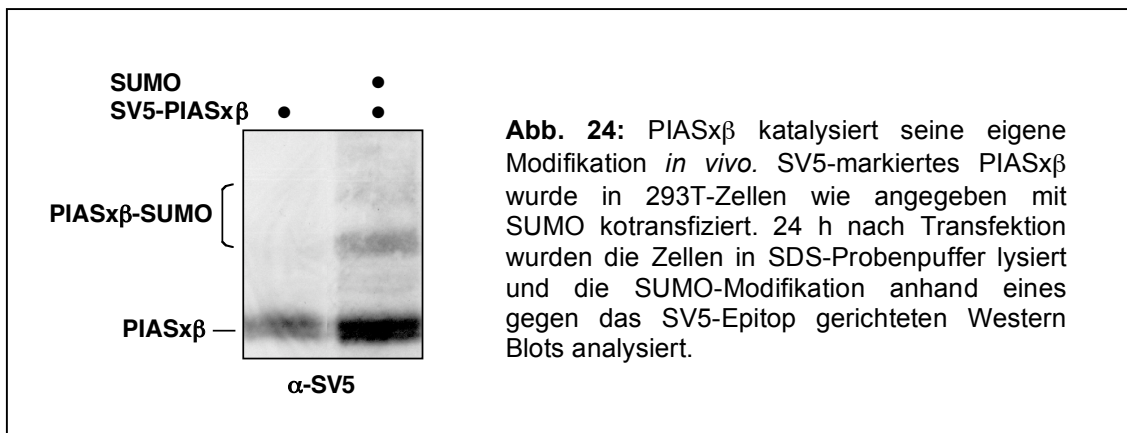 SUMO ●
SV5-PIASxβ ● ●
PIASxβ-SUMO
PIASxβ
α-SV5
Abb. 24: PIASxβ katalysiert seine eigene
Modifikation in vivo. SV5-markiertes PIASxβ
wurde in 293T-Zellen wie angegeben mit
SUMO kotransfiziert. 24 h nach Transfektion
wurden die Zellen in SDS-Probenpuffer lysiert
und die SUMO-Modifikation anhand eines
gegen das SV5-Epitop gerichteten Western
Blots analysiert.